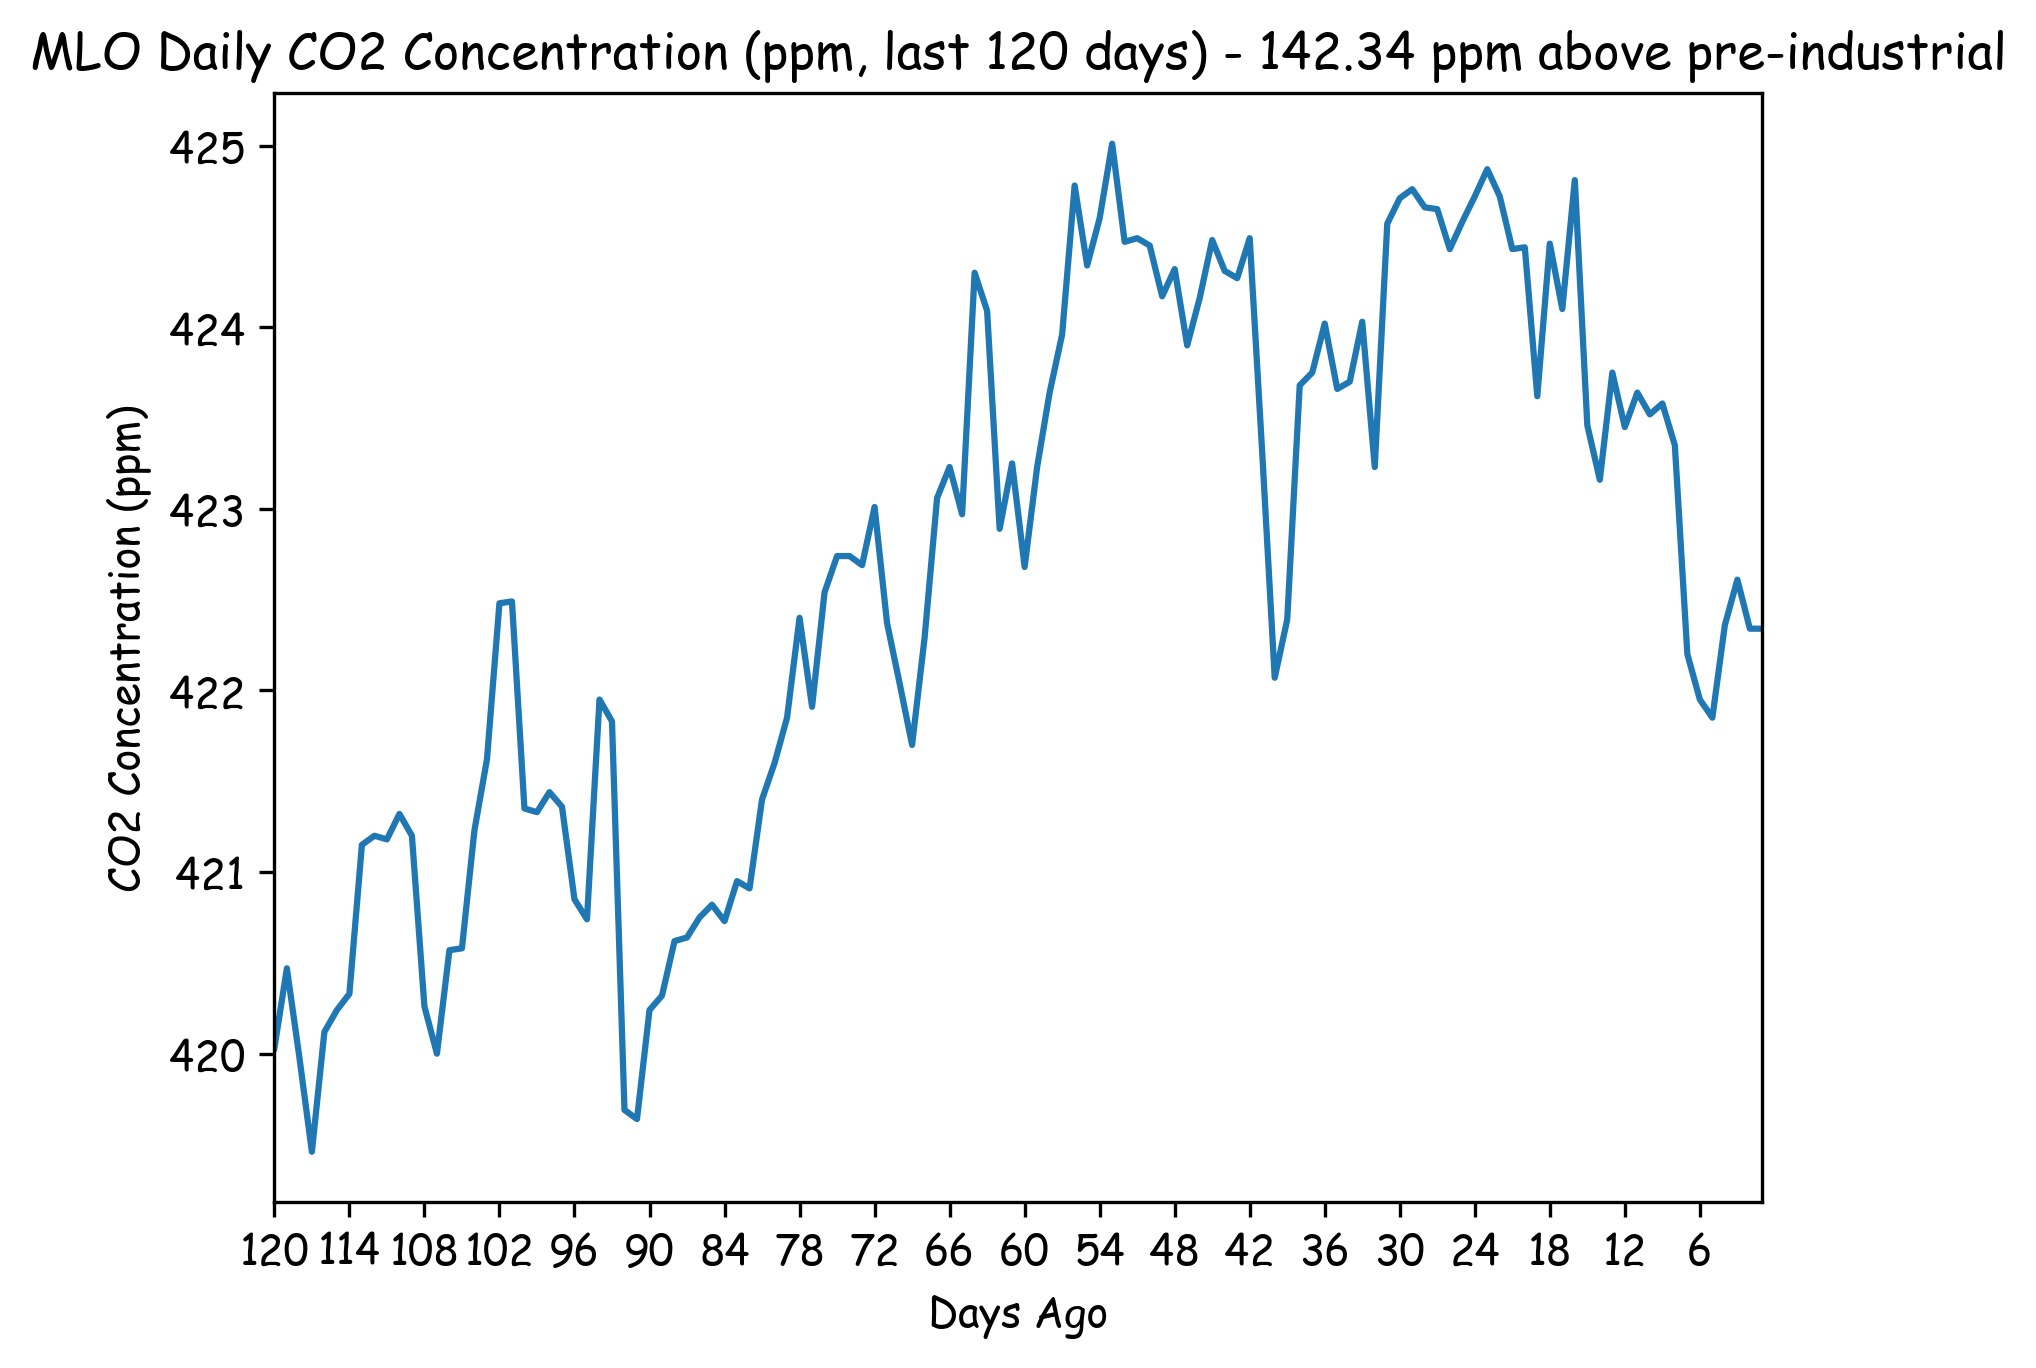 MLO Daily CO2 Concentration (ppm, last 120 days) - 142.34 ppm above pre-industrial
425
424
423
422
421
420
CO2 Concentration (ppm)
120 114 108 102 96 90 84 78 72 66 60 54 48 42 36 30 24 18 12 6
Days Ago